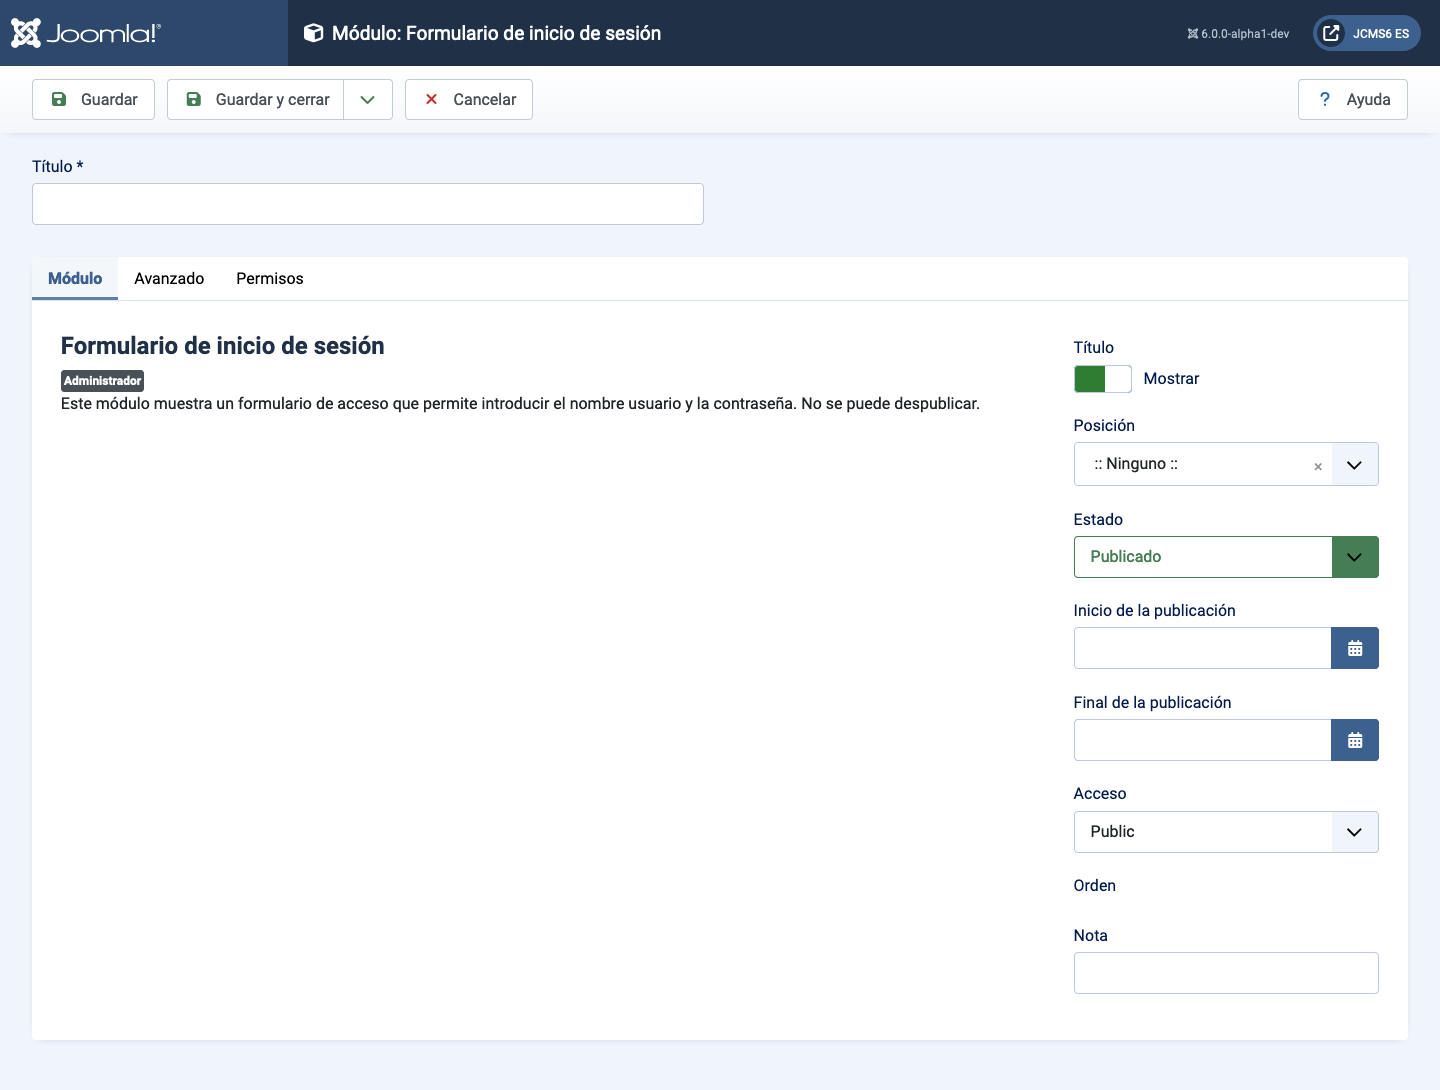 Joomla!®
Módulo: Formulario de inicio de sesión
6.0.0-alpha1-dev
JCMS6 ES
Guardar
Guardar y cerrar
Cancelar
? Ayuda
Título *
Módulo
Avanzado
Permisos
Formulario de inicio de sesión
Administrador
Este módulo muestra un formulario de acceso que permite introducir el nombre usuario y la contraseña. No se puede despublicar.
Título
Mostrar
Posición
:: Ninguno ::
×
Estado
Publicado
Inicio de la publicación
Final de la publicación
Acceso
Public
Orden
Nota